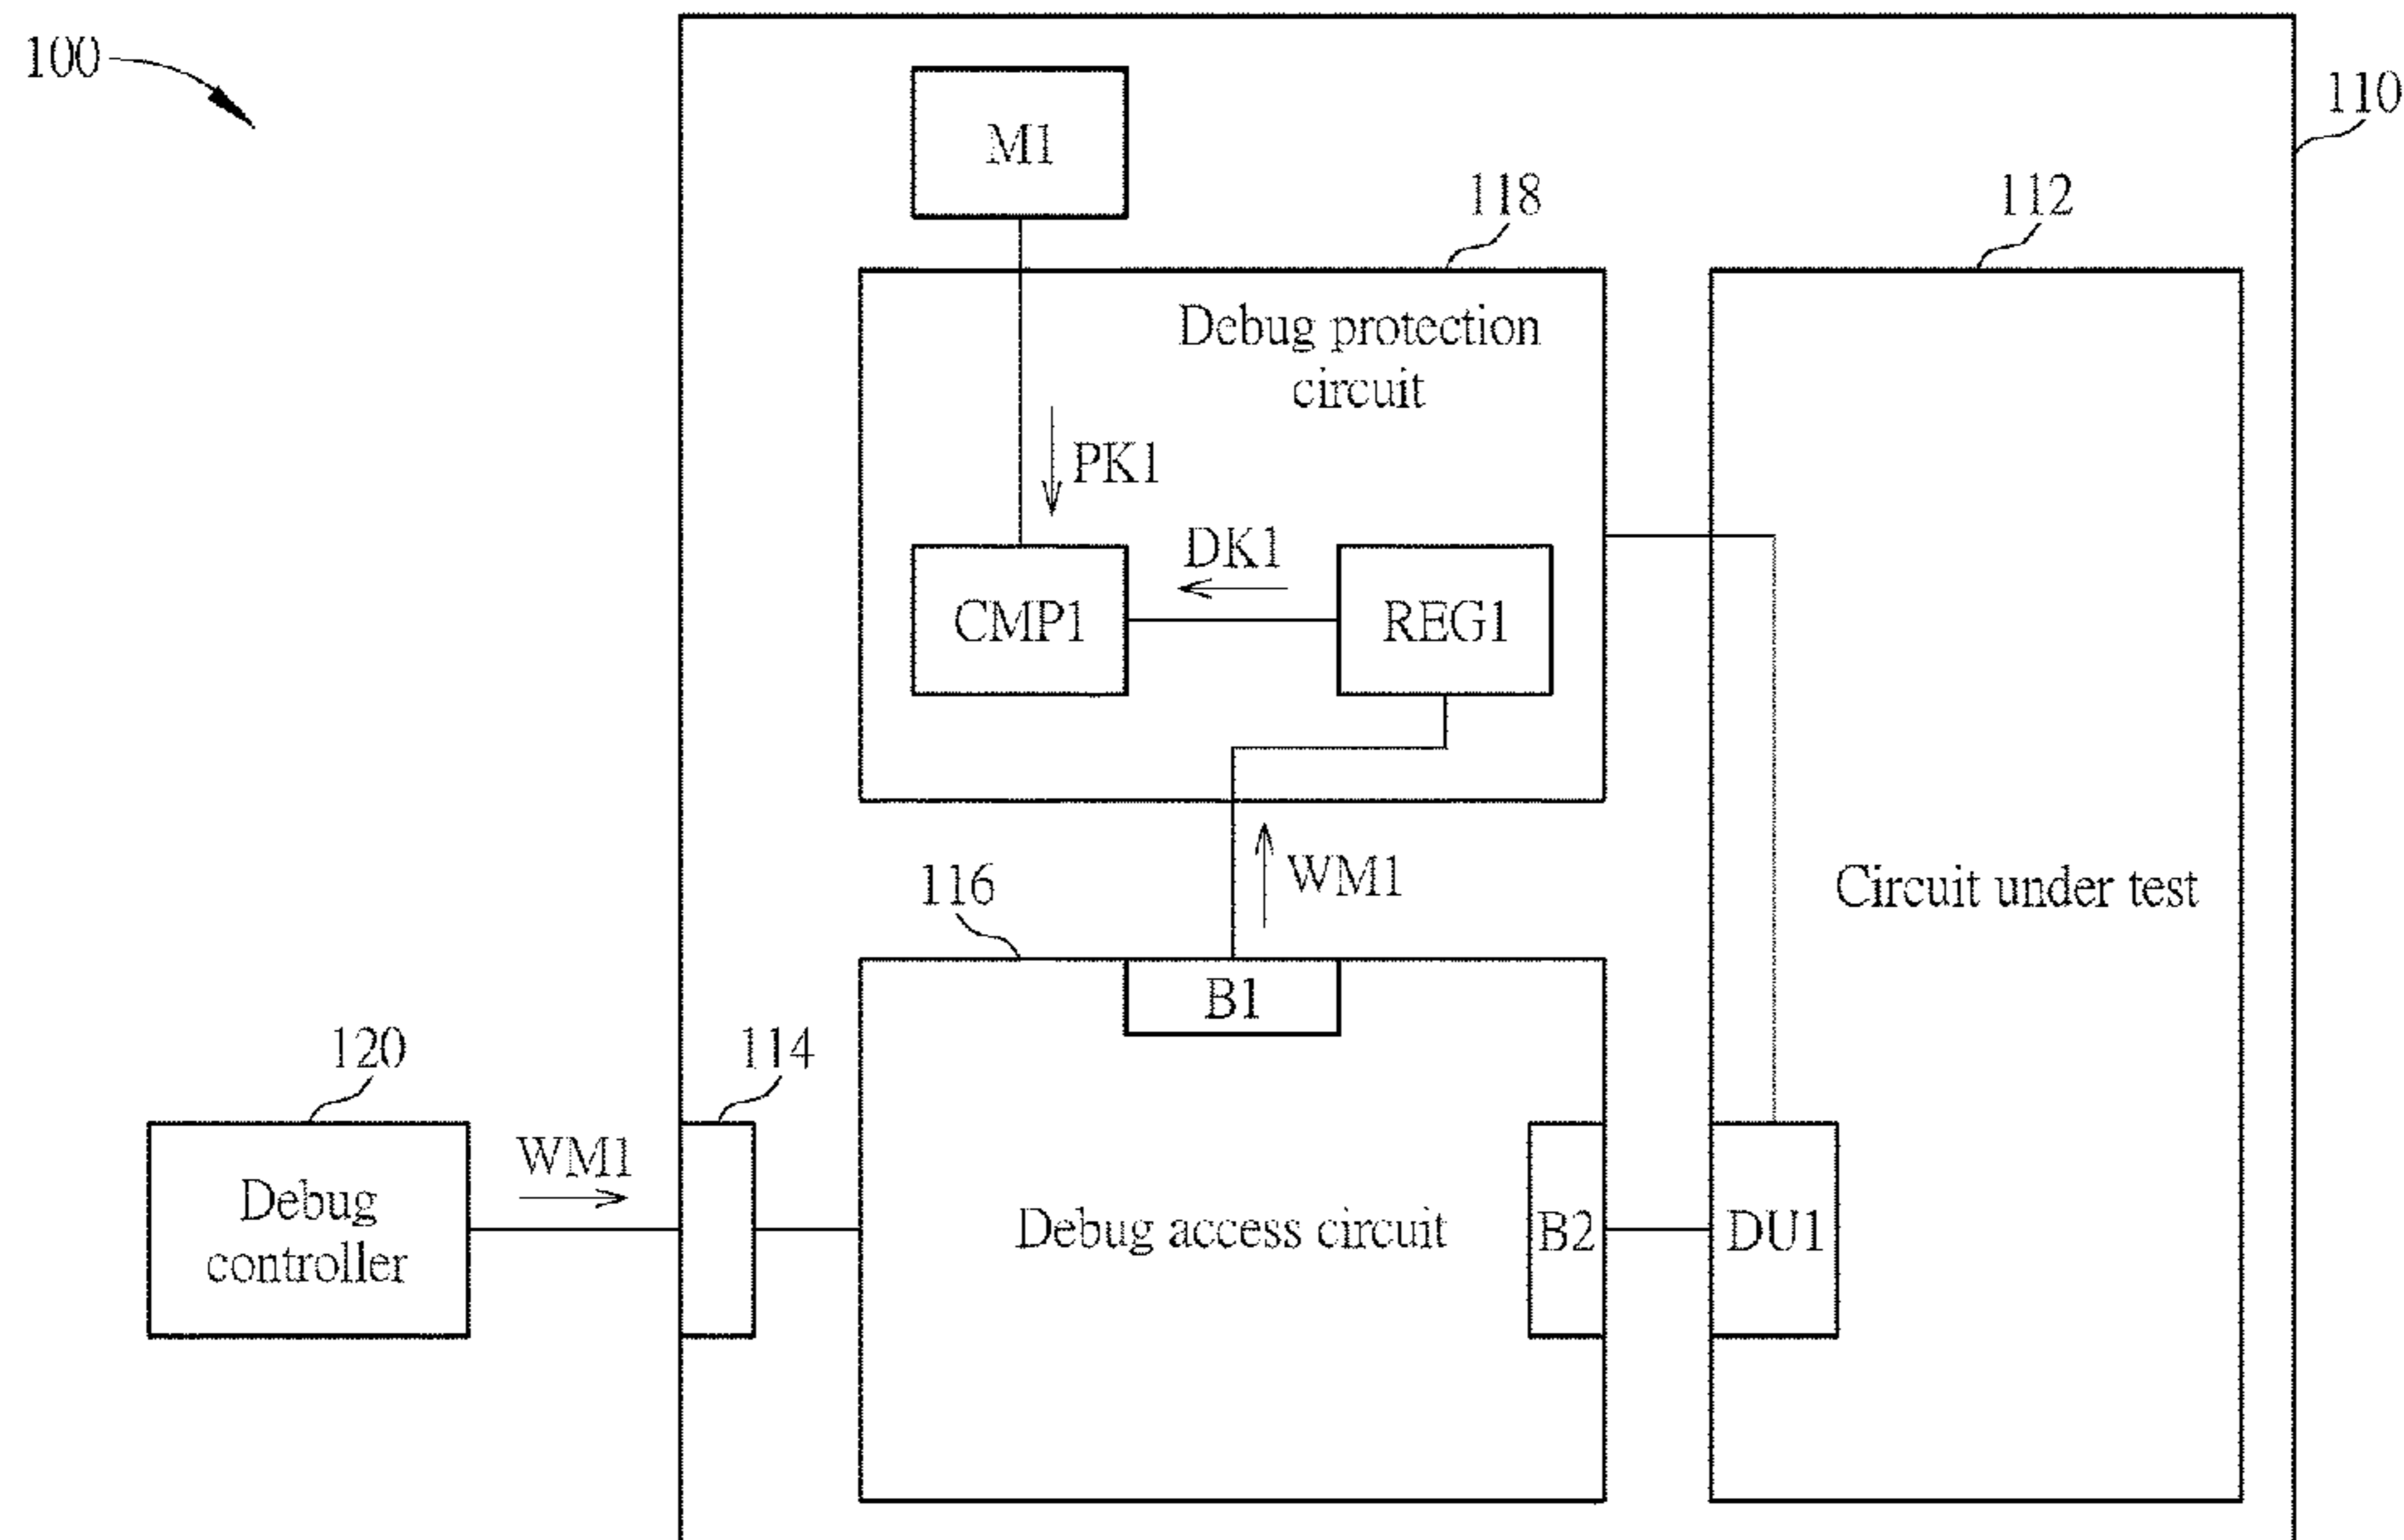 100
110
M1
118
112
Debug protection
circuit
PK1
DK1
CMP1
REG1
WM1
116
Circuit under test
B1
120
114
WM1
Debug
controller
Debug access circuit
B2
DU1